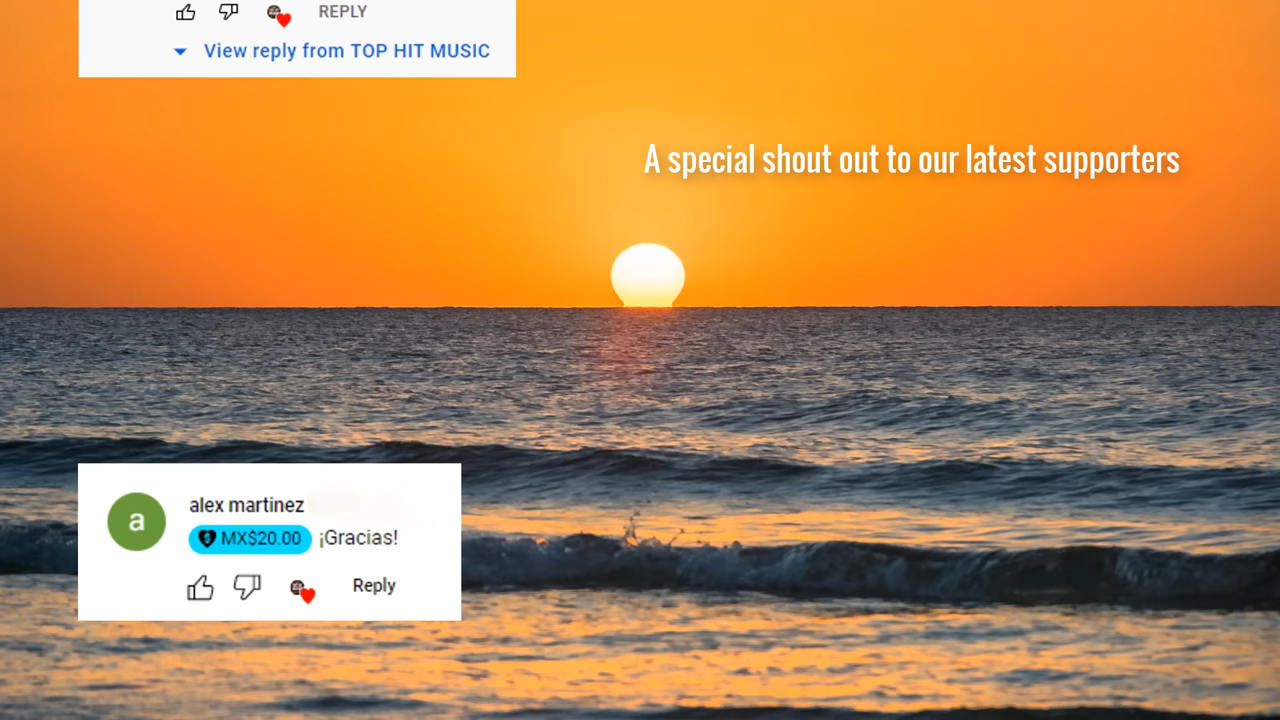 REPLY
View reply from TOP HIT MUSIC
A special shout out to our latest supporters
a
alex martinez
MX$20.00 ¡Gracias!
Reply